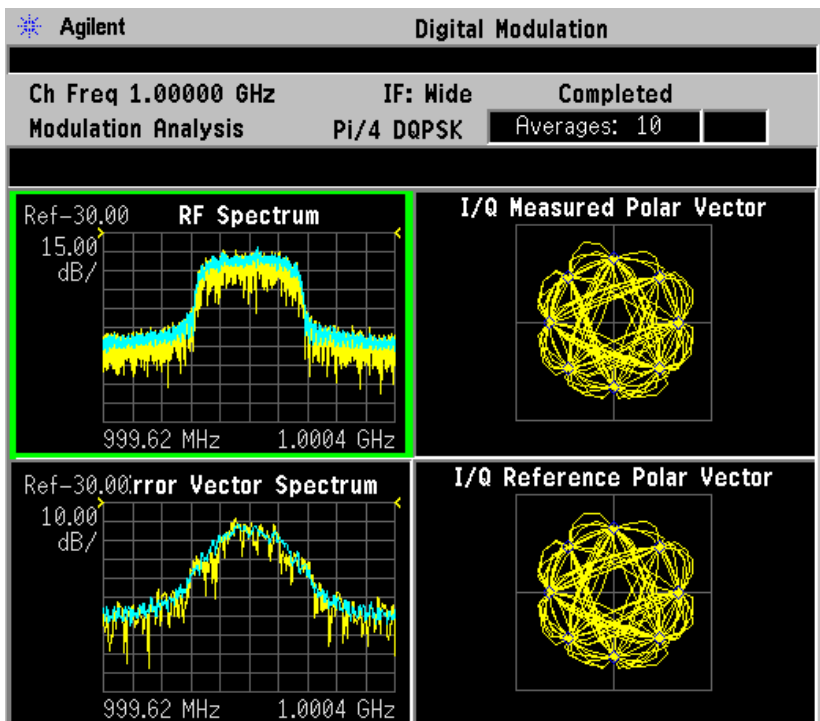 Agilent Digital Modulation
Ch Freq 1.00000 GHz IF: Wide Completed
Modulation Analysis Pi/4 DQPSK Averages: 10
Ref-30.00 RF Spectrum
15.00
dB/
999.62 MHz 1.0004 GHz
I/Q Measured Polar Vector
Ref-30.00 rror Vector Spectrum
10.00
dB/
999.62 MHz 1.0004 GHz
I/Q Reference Polar Vector